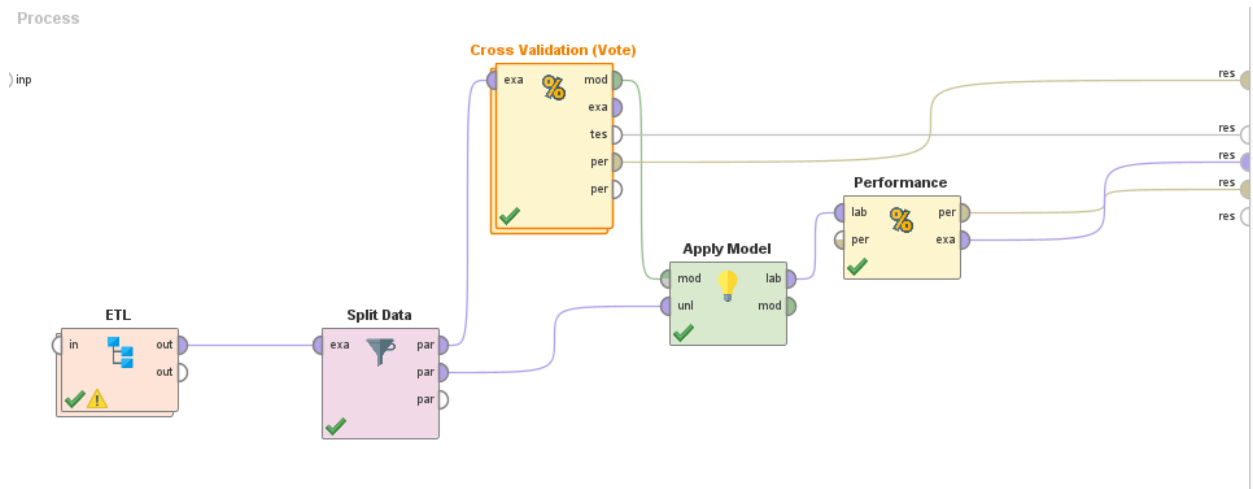 Process
inp
Cross Validation (Vote)
exa
mod
exa
tes
per
per
res
res
res
res
res
Performance
lab
per
per
exa
Apply Model
mod
lab
unl
mod
ETL
in
out
out
Split Data
exa
par
par
par